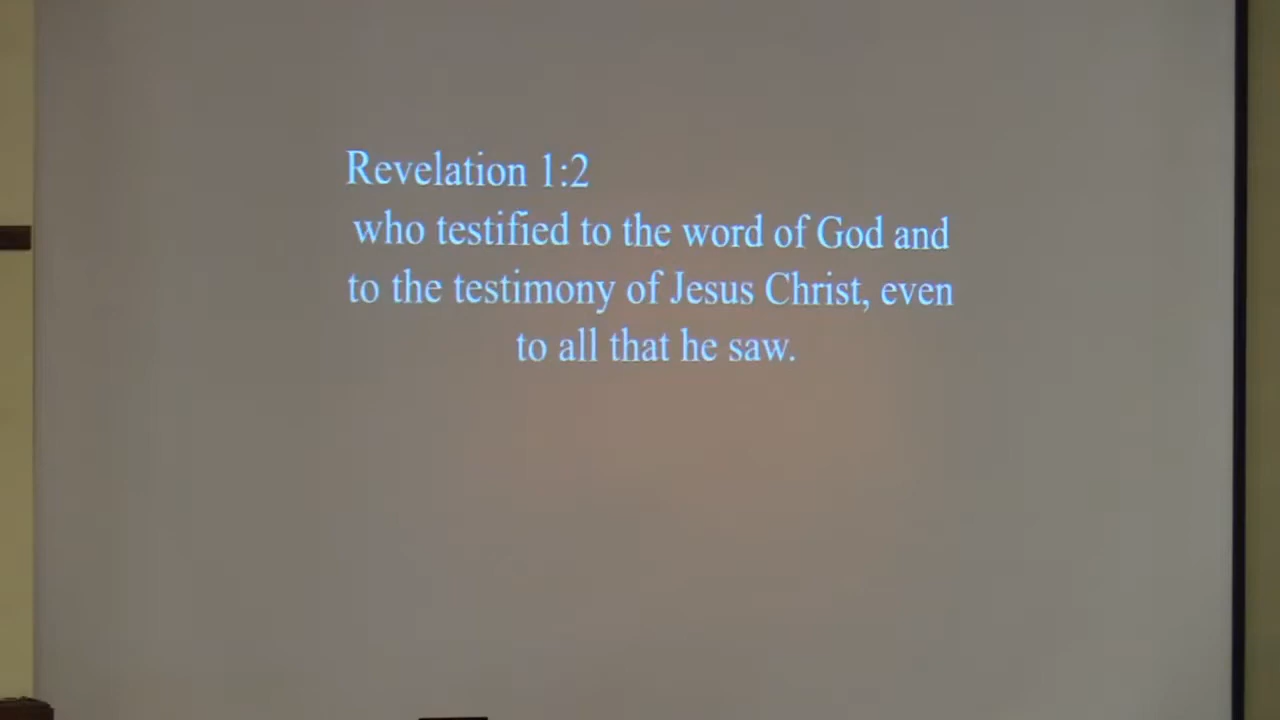 Revelation 1:2
who testified to the word of God and
to the testimony of Jesus Christ, even
to all that he saw.